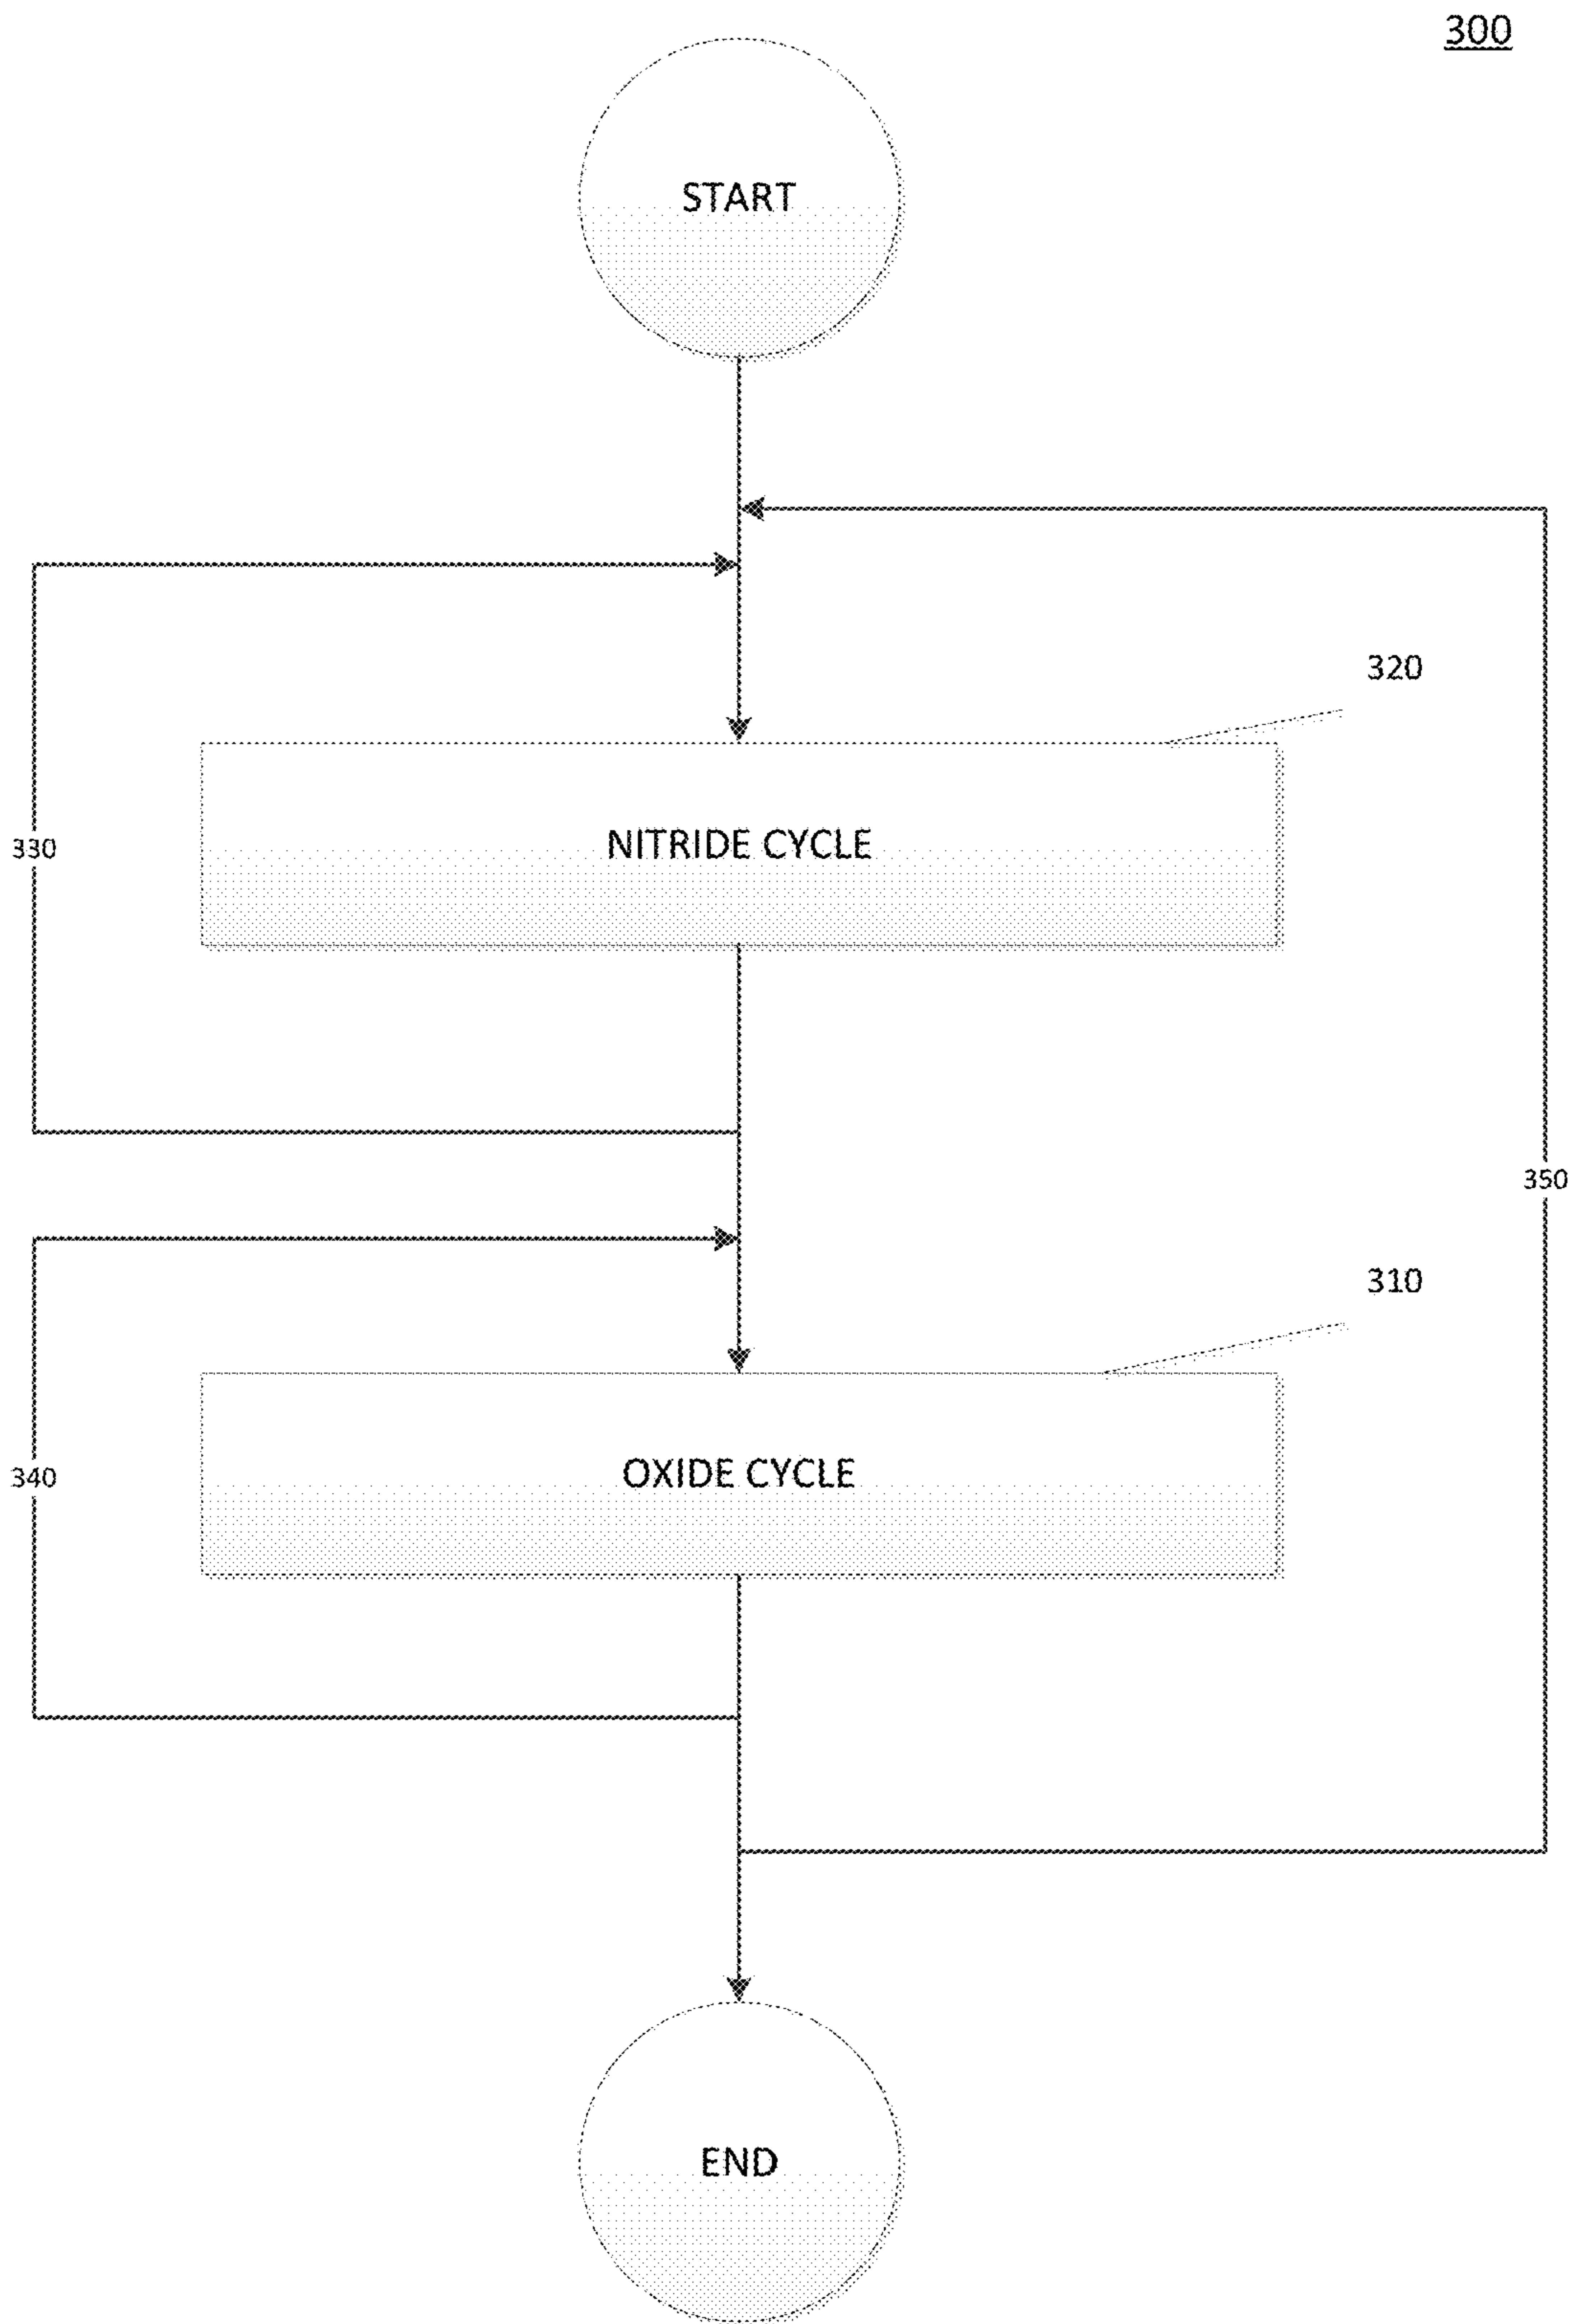 300
START
320
NITRIDE CYCLE
330
350
310
OXIDE CYCLE
340
END